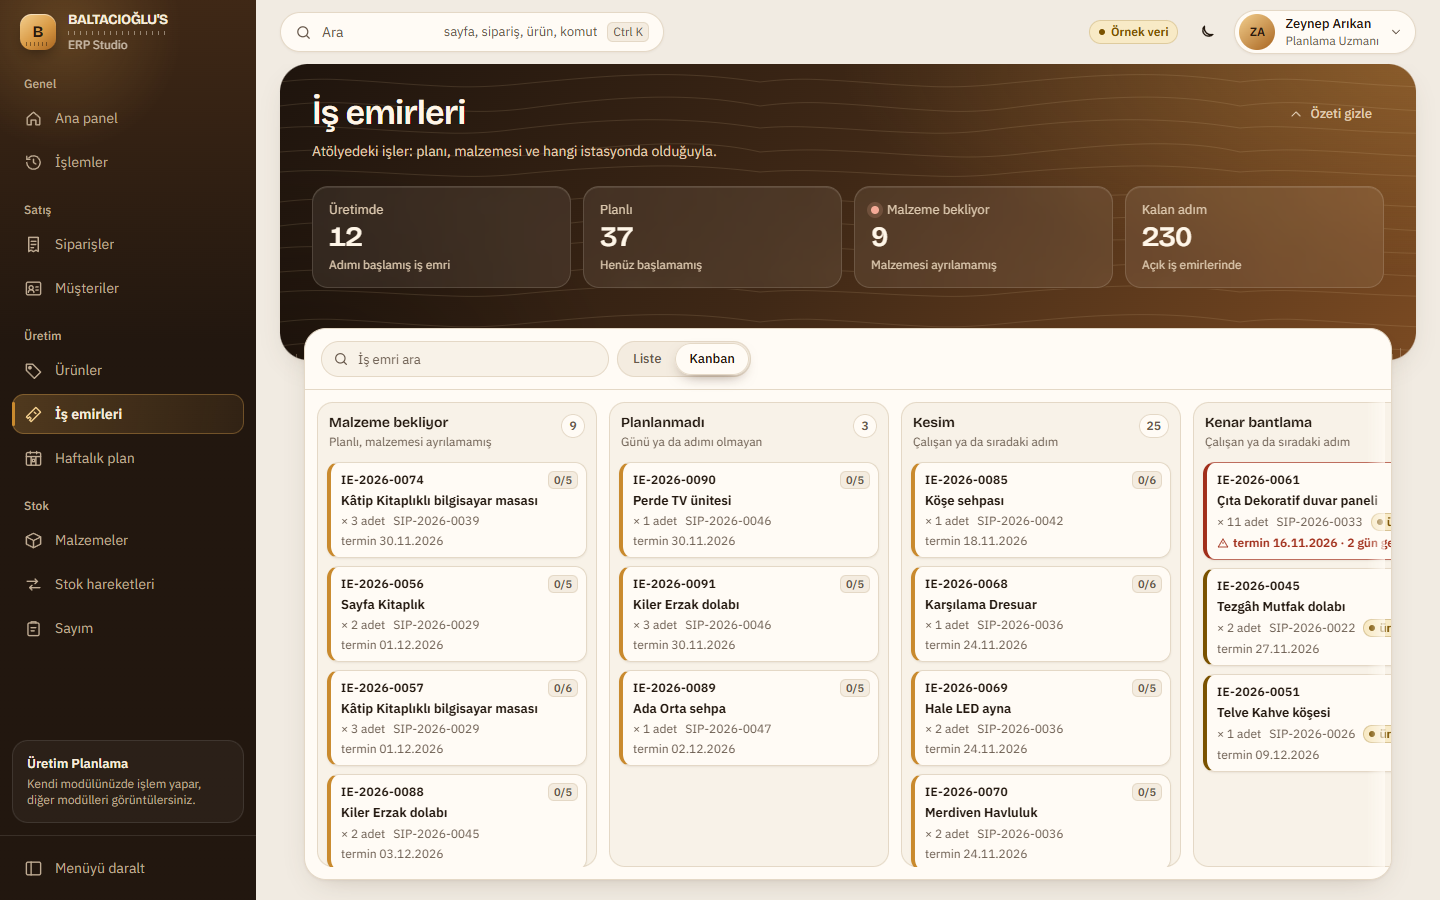 B
BALTACIOĞLU'S
ERP Studio
Genel
Ana panel
İşlemler
Satış
Siparişler
Müşteriler
Üretim
Ürünler
İş emirleri
Haftalık plan
Stok
Malzemeler
Stok hareketleri
Sayım
Üretim Planlama
Kendi modülünüzde işlem yapar,
diğer modülleri görüntülersiniz.
Menüyü daralt
Ara
sayfa, sipariş, ürün, komut
Ctrl K
Örnek veri
ZA
Zeynep Arıkan
Planlama Uzmanı
İş emirleri
Özeti gizle
Atölyedeki işler: planı, malzemesi ve hangi istasyonda olduğuyla.
Üretimde
12
Adımı başlamış iş emri
Planlı
37
Henüz başlamamış
Malzeme bekliyor
9
Malzemesi ayrılamamış
Kalan adım
230
Açık iş emirlerinde
İş emri ara
Liste
Kanban
Malzeme bekliyor
9
Planlı, malzemesi ayrılamamış
IE-2026-0074
0/5
Kâtip Kitaplıklı bilgisayar masası
× 3 adet SIP-2026-0039
termin 30.11.2026
IE-2026-0056
0/5
Sayfa Kitaplık
× 2 adet SIP-2026-0029
termin 01.12.2026
IE-2026-0057
0/6
Kâtip Kitaplıklı bilgisayar masası
× 3 adet SIP-2026-0029
termin 01.12.2026
IE-2026-0088
0/5
Kiler Erzak dolabı
× 2 adet SIP-2026-0045
termin 03.12.2026
Planlanmadı
3
Günü ya da adımı olmayan
IE-2026-0090
0/5
Perde TV ünitesi
× 1 adet SIP-2026-0046
termin 30.11.2026
IE-2026-0091
0/5
Kiler Erzak dolabı
× 3 adet SIP-2026-0046
termin 30.11.2026
IE-2026-0089
0/5
Ada Orta sehpa
× 1 adet SIP-2026-0047
termin 02.12.2026
Kesim
25
Çalışan ya da sıradaki adım
IE-2026-0085
0/6
Köşe sehpası
× 1 adet SIP-2026-0042
termin 18.11.2026
IE-2026-0068
0/6
Karşılama Dresuar
× 1 adet SIP-2026-0036
termin 24.11.2026
IE-2026-0069
0/5
Hale LED ayna
× 2 adet SIP-2026-0036
termin 24.11.2026
IE-2026-0070
0/5
Merdiven Havluluk
× 2 adet SIP-2026-0036
termin 24.11.2026
Kenar bantlama
Çalışan ya da sıradaki adım
IE-2026-0061
Çıta Dekoratif duvar paneli
× 11 adet SIP-2026-0033
termin 16.11.2026 · 2 gün
IE-2026-0045
Tezgâh Mutfak dolabı
× 2 adet SIP-2026-0022
termin 27.11.2026
IE-2026-0051
Telve Kahve köşesi
× 1 adet SIP-2026-0026
termin 09.12.2026